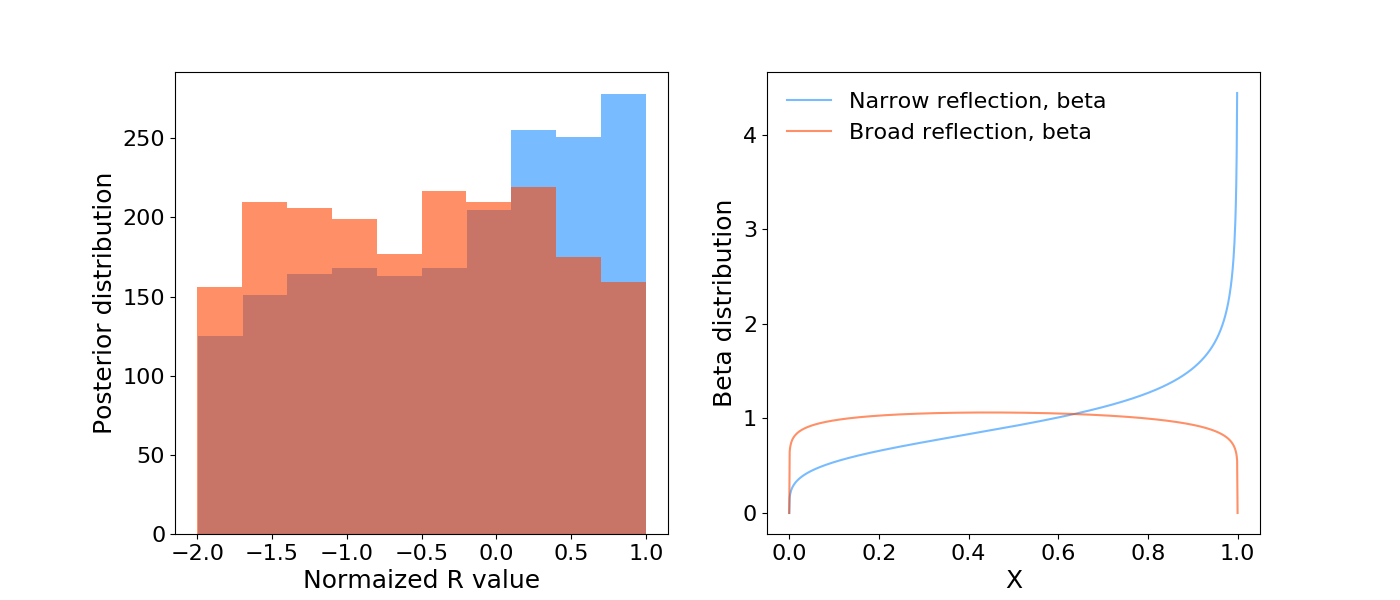 Posterior distribution
250
200
150
100
50
0
−2.0 −1.5 −1.0 −0.5 0.0 0.5 1.0
Normaized R value
Narrow reflection, beta
Broad reflection, beta
Beta distribution
4
3
2
1
0
0.0 0.2 0.4 0.6 0.8 1.0
X